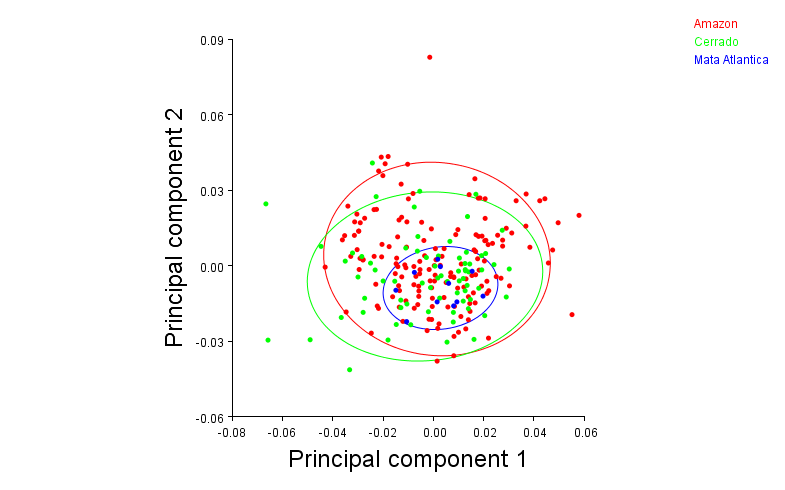 Amazon
Cerrado
Mata Atlantica
0.09
0.06
0.03
0.00
-0.03
-0.06
Principal component 2
-0.08 -0.06 -0.04 -0.02 0.00 0.02 0.04 0.06
Principal component 1